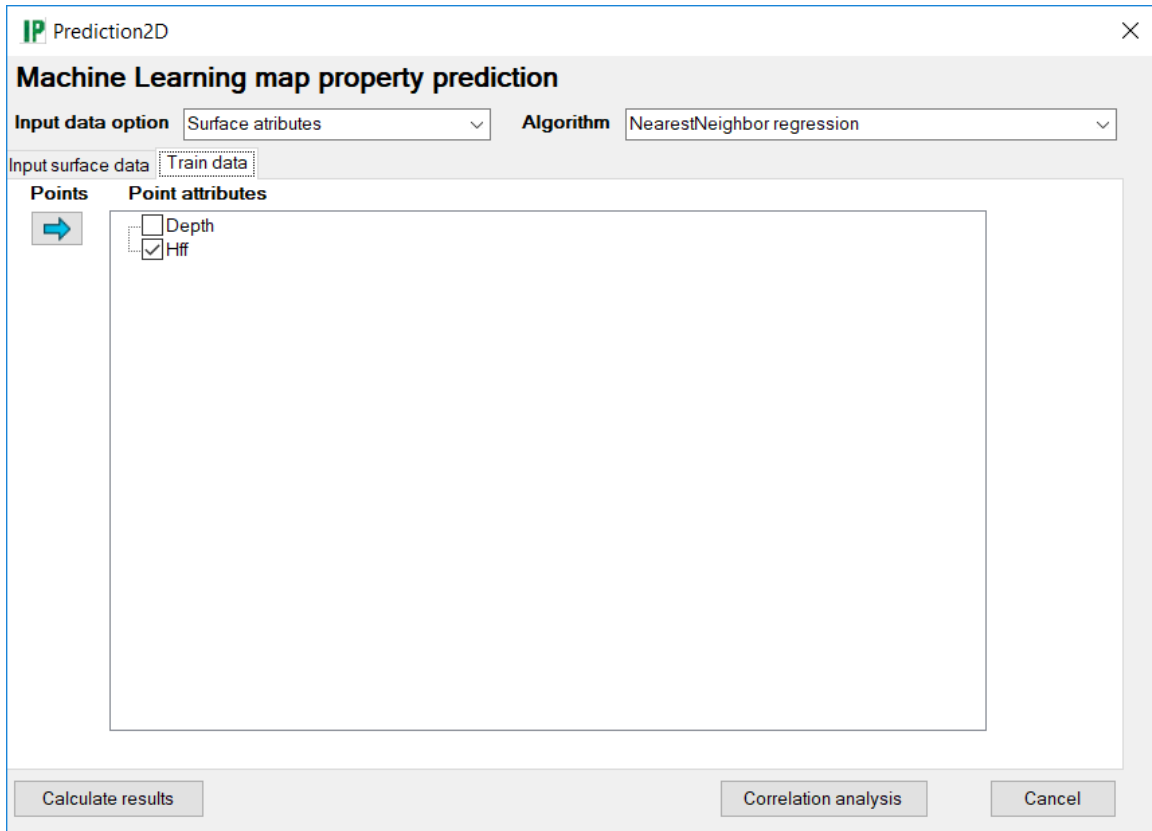 IP Prediction2D
Machine Learning map property prediction
Input data option Surface atributes Algorithm NearestNeighbor regression
Input surface data Train data
Points Point attributes
Depth
Hff
Calculate results Correlation analysis Cancel